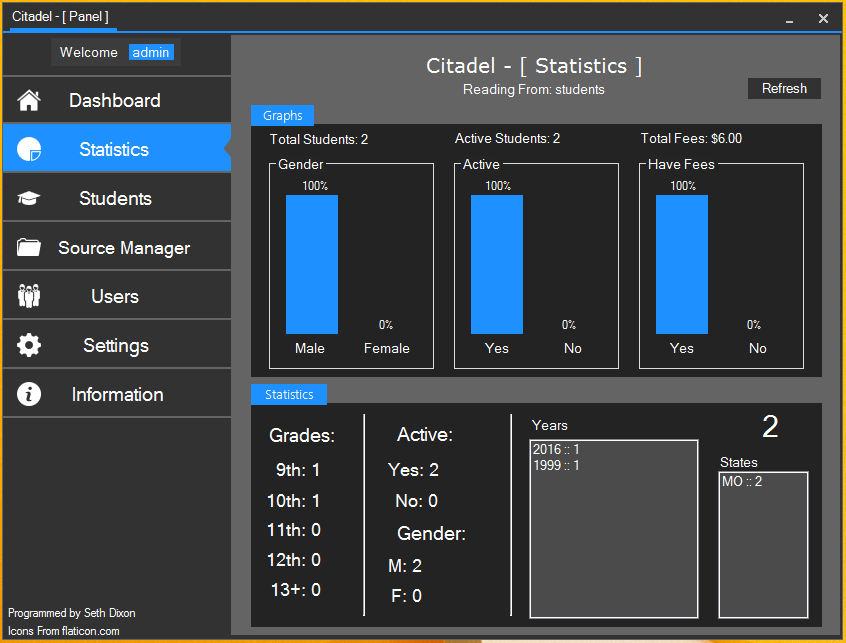 Citadel - [ Panel ]
Welcome admin
Dashboard
Statistics
Students
Source Manager
Users
Settings
Information
Programmed by Seth Dixon
Icons From flaticon.com
Citadel - [ Statistics ]
Reading From: students
Refresh
Graphs
Total Students: 2
Active Students: 2
Total Fees: $6.00
Gender
100%
0%
Male Female
Active
100%
0%
Yes No
Have Fees
100%
0%
Yes No
Statistics
Grades:
9th: 1
10th: 1
11th: 0
12th: 0
13+: 0
Active:
Yes: 2
No: 0
Gender:
M: 2
F: 0
Years
2016 :: 1
1999 :: 1
2
States
MO :: 2